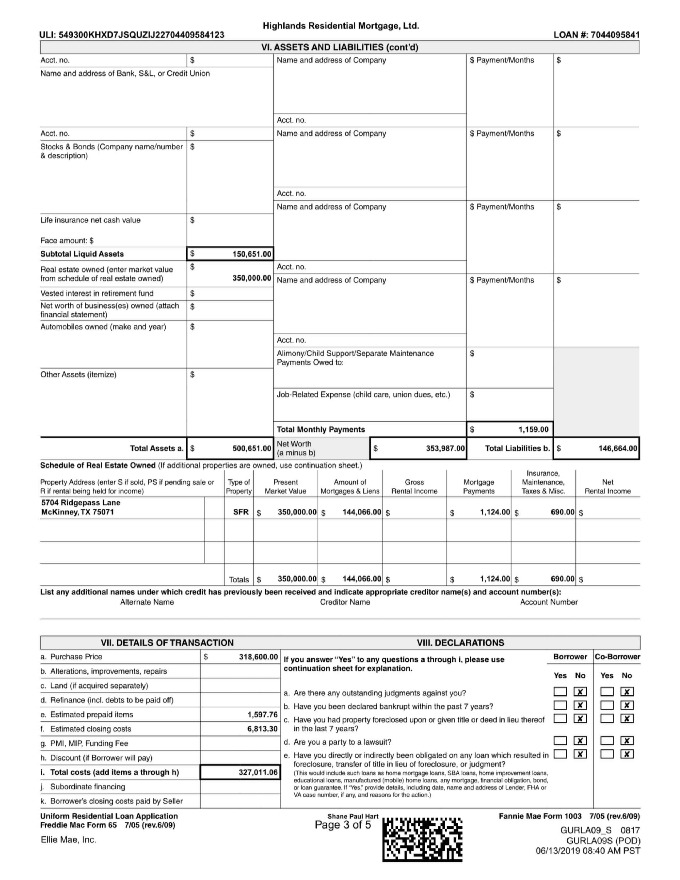 Highlands Residential Mortgage, Ltd.
ULI: 549300KHXD7JSQUZIJ22704409584123 LOAN #: 7044095841
VI. ASSETS AND LIABILITIES (cont'd)
Acct. no. $ Name and address of Company $ Payment/Months $
Name and address of Bank, S&L, or Credit Union
Acct. no.
Acct. no. $ Name and address of Company $ Payment/Months $
Stocks & Bonds (Company name/number $
& description)
Acct. no.
Name and address of Company $ Payment/Months $
Life insurance net cash value $
Face amount: $
Subtotal Liquid Assets $ 150,651.00
Real estate owned (enter market value $ Acct. no.
from schedule of real estate owned) 350,000.00 Name and address of Company $ Payment/Months $
Vested interest in retirement fund $
Net worth of business(es) owned (attach $
financial statement)
Automobiles owned (make and year) $
Acct. no.
Alimony/Child Support/Separate Maintenance $
Payments Owed to:
Other Assets (itemize) $
Job-Related Expense (child care, union dues, etc.) $
Total Monthly Payments $ 1,159.00
Total Assets a. $ 500,651.00 Net Worth $ 353,987.00 Total Liabilities b. $ 146,664.00
(a minus b)
Schedule of Real Estate Owned (If additional properties are owned, use continuation sheet.)
Insurance,
Property Address (enter S if sold, PS if pending sale or Type of Present Amount of Gross Mortgage Maintenance, Net
R if rental being held for income) Property Market Value Mortgages & Liens Rental Income Payments Taxes & Misc. Rental Income
5704 Ridgepass Lane
McKinney, TX 75071 SFR $ 350,000.00 $ 144,066.00 $ $ 1,124.00 $ 690.00 $
Totals $ 350,000.00 $ 144,066.00 $ $ 1,124.00 $ 690.00 $
List any additional names under which credit has previously been received and indicate appropriate creditor name(s) and account number(s):
Alternate Name Creditor Name Account Number
VII. DETAILS OF TRANSACTION VIII. DECLARATIONS
a. Purchase Price $ 318,600.00
b. Alterations, improvements, repairs
c. Land (if acquired separately)
d. Refinance (incl. debts to be paid off)
e. Estimated prepaid items 1,597.76
f. Estimated closing costs 6,813.30
g. PMI, MIP, Funding Fee
h. Discount (if Borrower will pay)
i. Total costs (add items a through h) 327,011.06
j. Subordinate financing
k. Borrower's closing costs paid by Seller
If you answer "Yes" to any questions a through i, please use Borrower Co-Borrower
continuation sheet for explanation.
Yes No Yes No
a. Are there any outstanding judgments against you? X X
b. Have you been declared bankrupt within the past 7 years? X X
c. Have you had property foreclosed upon or given title or deed in lieu thereof X X
in the last 7 years?
d. Are you a party to a lawsuit? X X
e. Have you directly or indirectly been obligated on any loan which resulted in X X
foreclosure, transfer of title in lieu of foreclosure, or judgment?
(This would include such loans as home mortgage loans, SBA loans, home improvement loans,
educational loans, manufactured (mobile) home loans, any mortgage, financial obligation, bond,
or loan guarantee. If "Yes," provide details, including date, name and address of Lender, FHA or
VA case number, if any, and reasons for the action.)
Uniform Residential Loan Application Shane Paul Hart Fannie Mae Form 1003 7/05 (rev.6/09)
Freddie Mac Form 65 7/05 (rev.6/09) Page 3 of 5
GURLA09_S 0817
Ellie Mae, Inc. GURLA09S (POD)
06/13/2019 08:40 AM PST